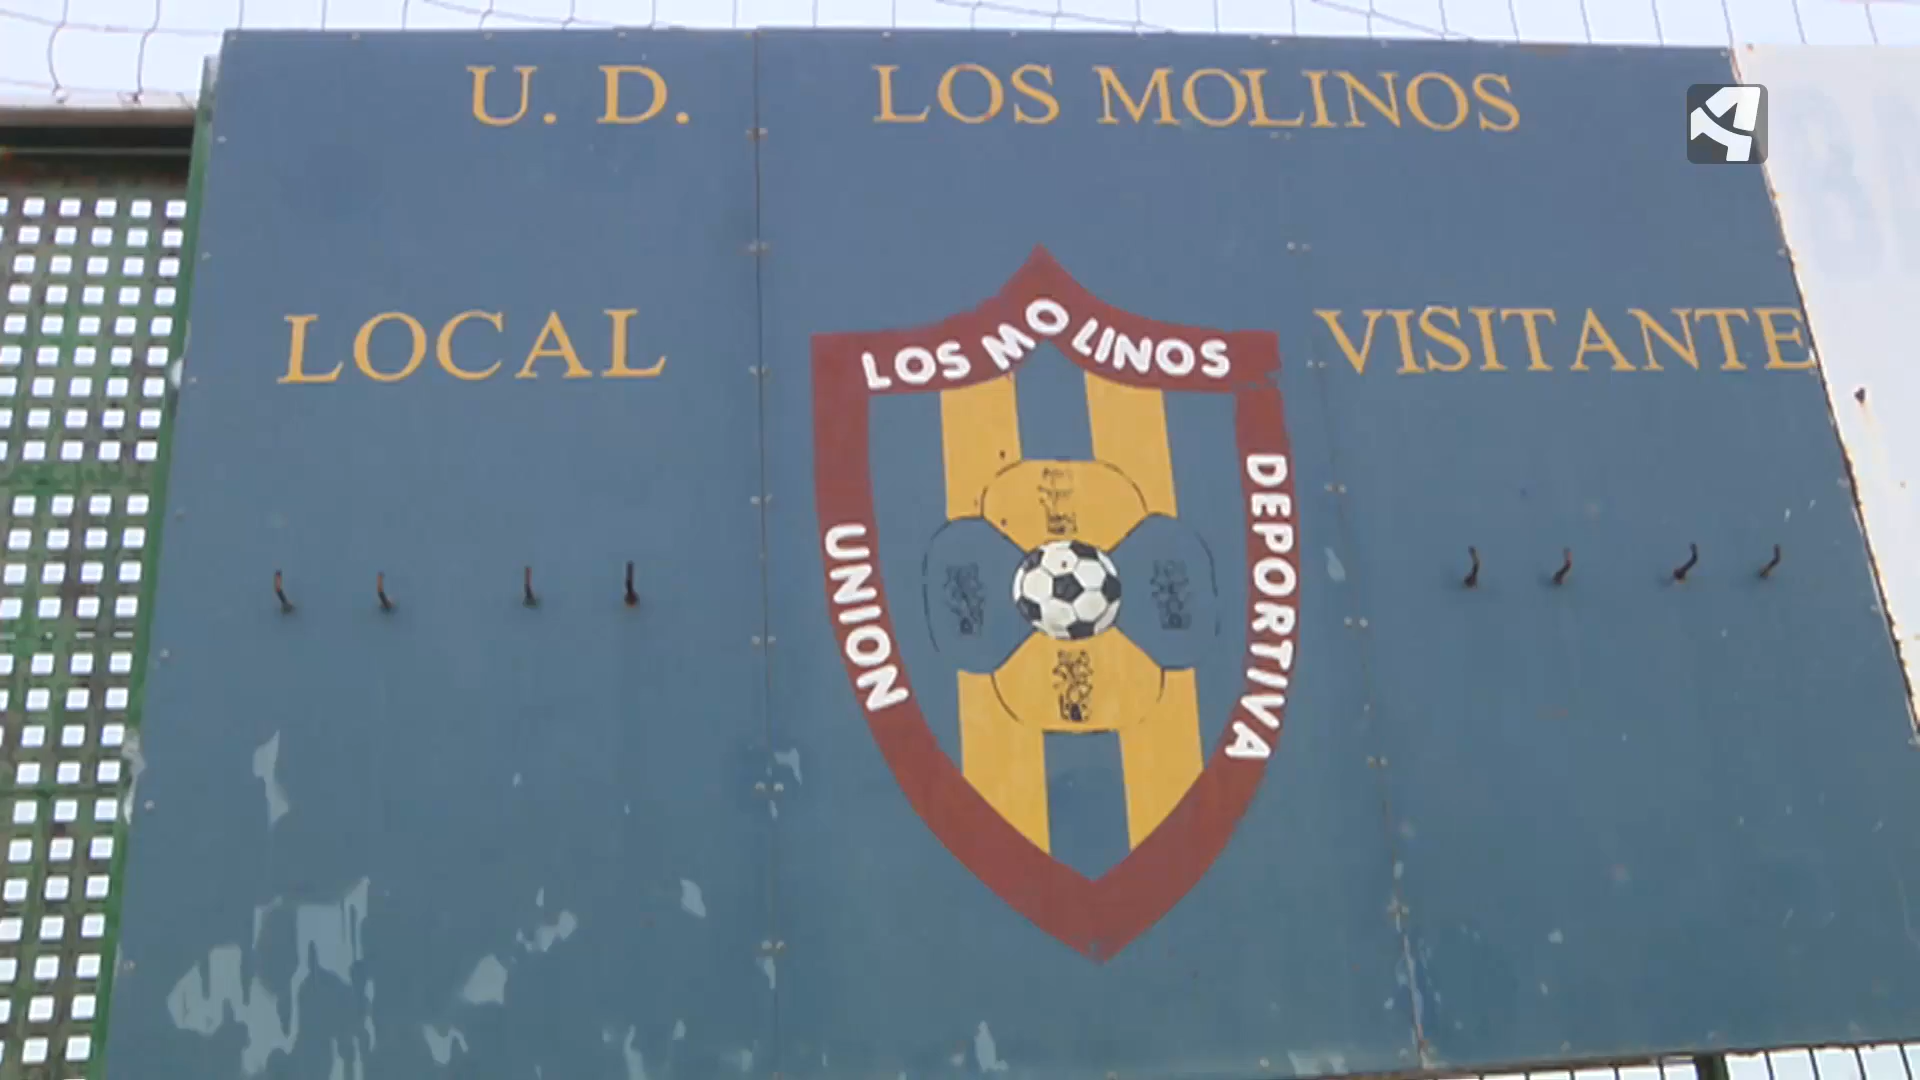 U. D. LOS MOLINOS
LOCAL
VISITANTE
LOS MOLINOS
UNION
DEPORTIVA